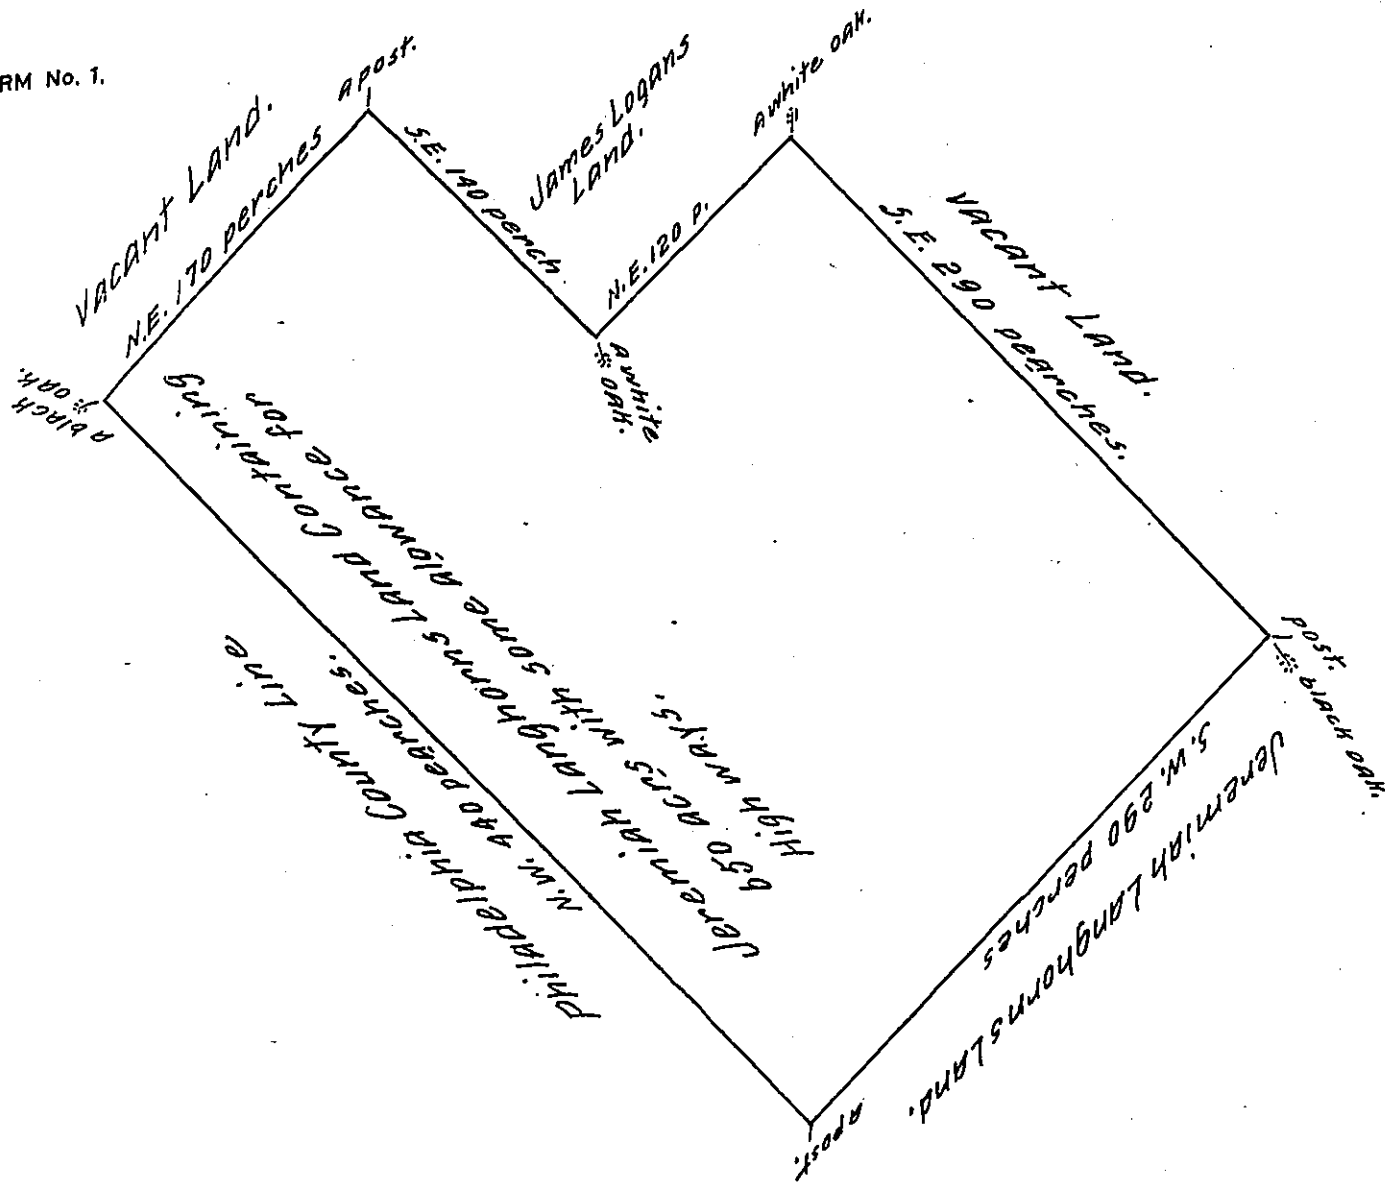 RM No. 1.
Vacant Land.
N.E. 170 perches
a post.
S.E. 140 perch
James Logans
Land.
N.E. 120 P.
a white oak.
S.E. 290 pearches.
Vacant Land.
a white
oak.
post.
black oak.
S.W. 290 perches
Jeremiah Langhorns Land.
a post.
Philadelphia County Line
N.W. 440 pearches.
Jeremiah Langhorns Land Containing
650 acrs with some alowance for
High ways.
a black
oak.